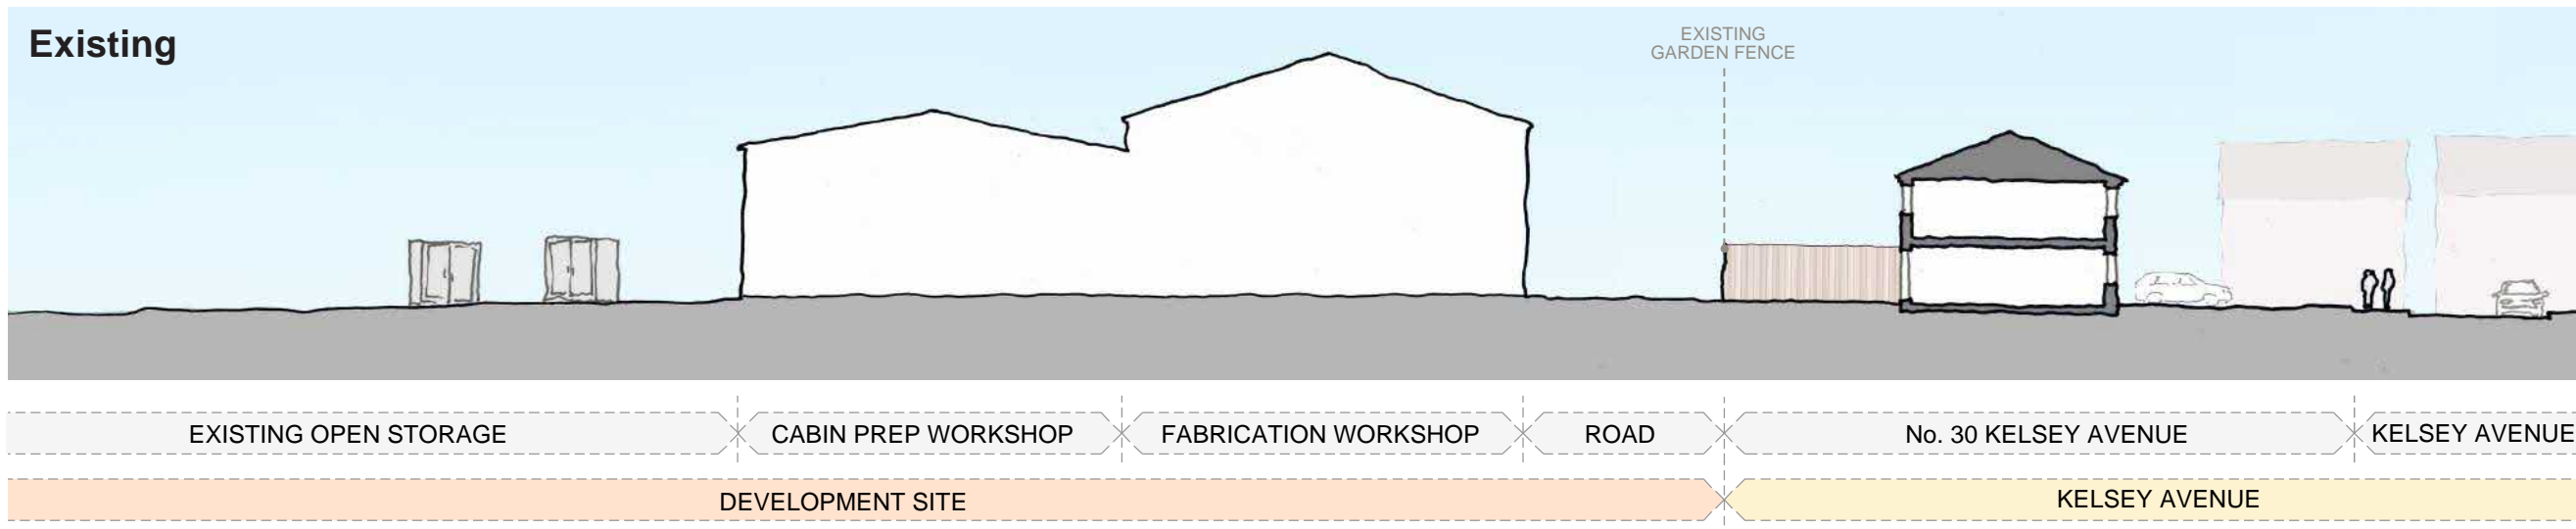 Existing
EXISTING
GARDEN FENCE
EXISTING OPEN STORAGE
CABIN PREP WORKSHOP
FABRICATION WORKSHOP
ROAD
No. 30 KELSEY AVENUE
KELSEY AVENUE
DEVELOPMENT SITE
KELSEY AVENUE